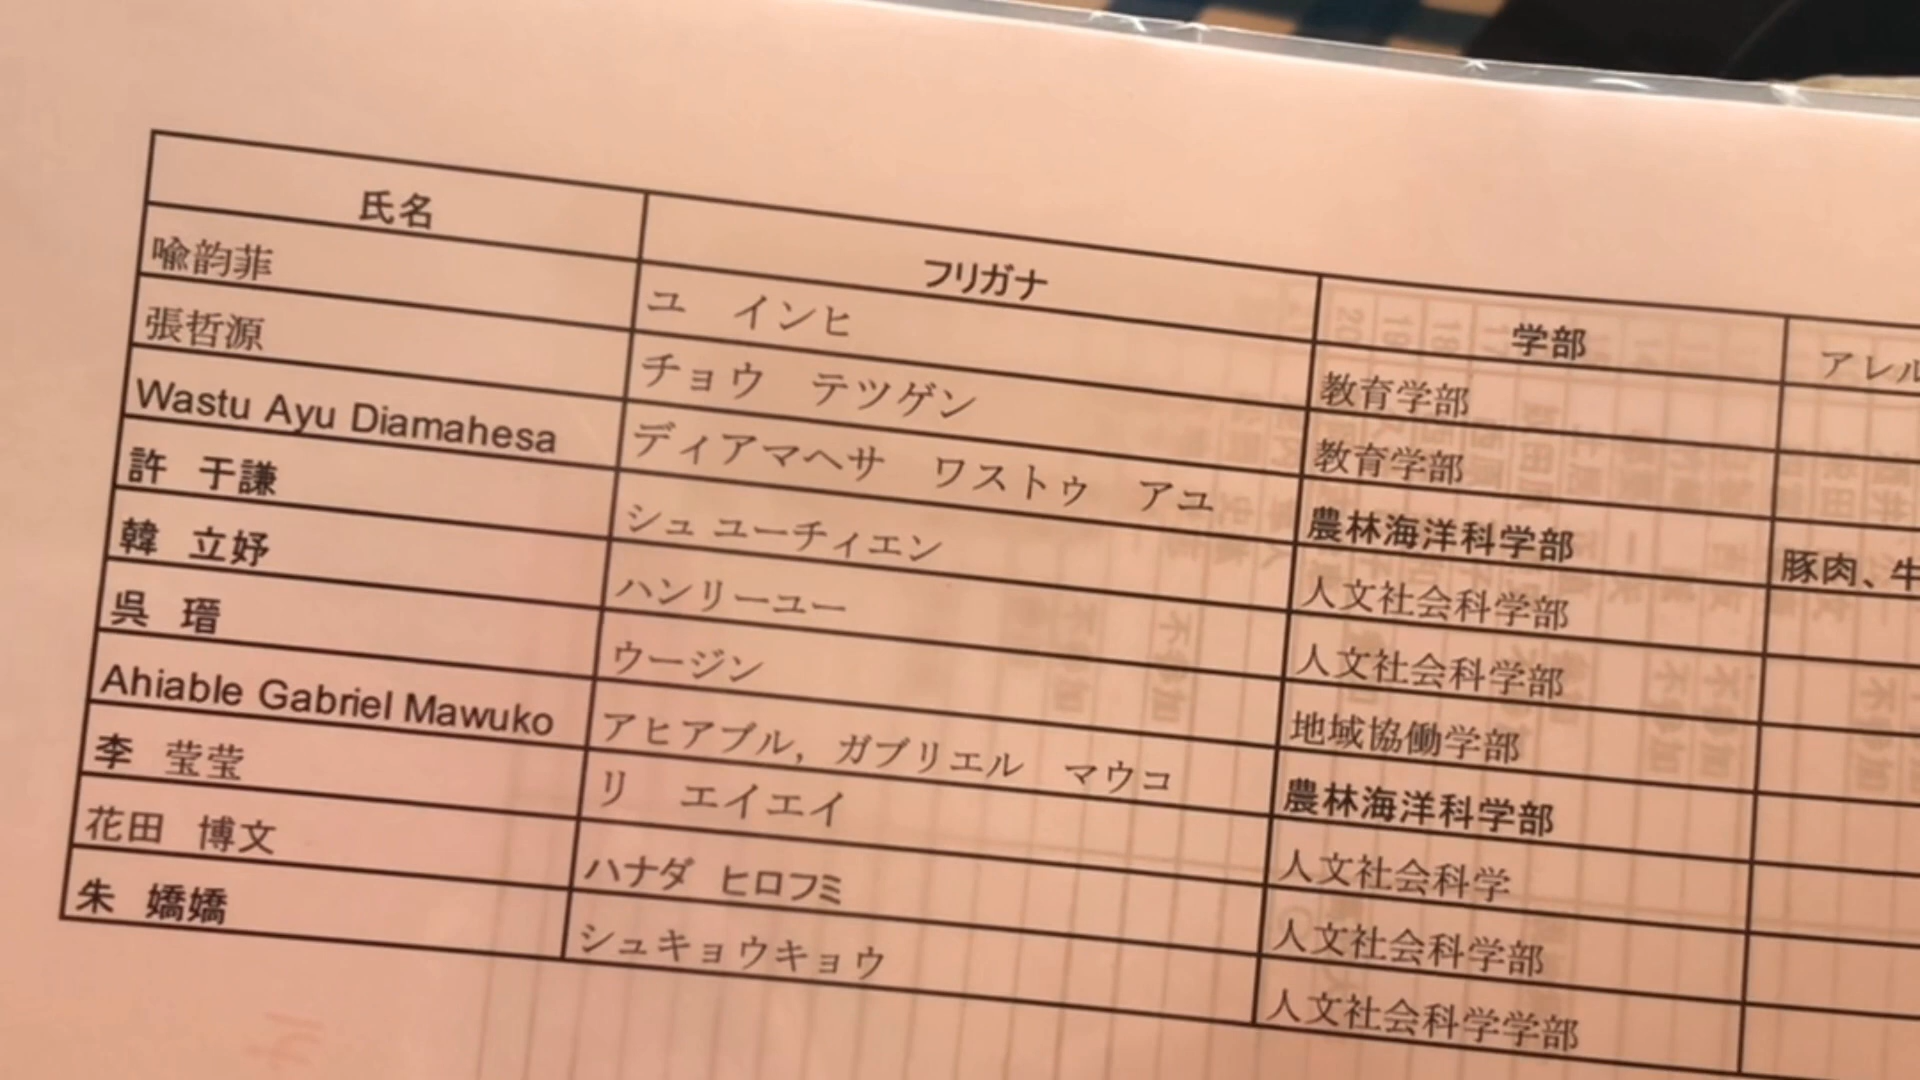 氏名 フリガナ 学部 アレル
喩韵菲 ユ インヒ 教育学部
張哲源 チョウ テツゲン 教育学部
Wastu Ayu Diamahesa ディアマヘサ ワストゥ アユ 農林海洋科学部 豚肉、牛
許 于謙 シュ ユーチィエン 人文社会科学部
韓 立妤 ハンリーユー 人文社会科学部
呉 瑨 ウージン 地域協働学部
Ahiable Gabriel Mawuko アヒアブル, ガブリエル マウコ 農林海洋科学部
李 莹莹 リ エイエイ 人文社会科学
花田 博文 ハナダ ヒロフミ 人文社会科学部
朱 嬌嬌 シュキョウキョウ 人文社会科学学部